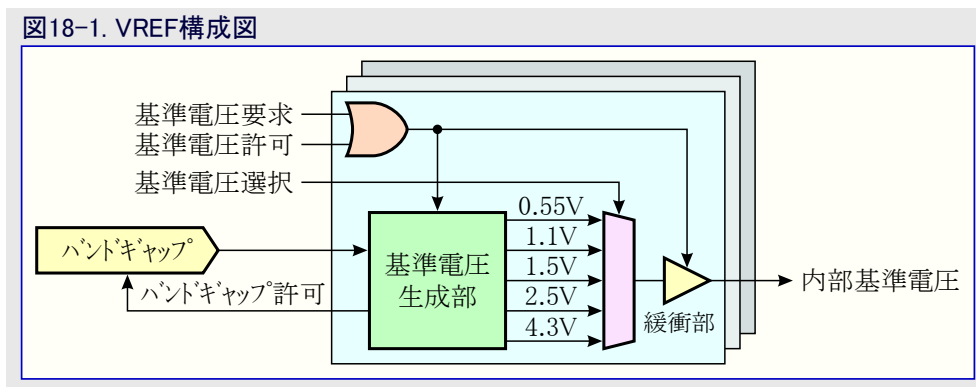 図18-1. VREF構成図
基準電圧要求
基準電圧許可
基準電圧選択
バンドギャップ
バンドギャップ許可
基準電圧
生成部
0.55V
1.1V
1.5V
2.5V
4.3V
緩衝部
内部基準電圧